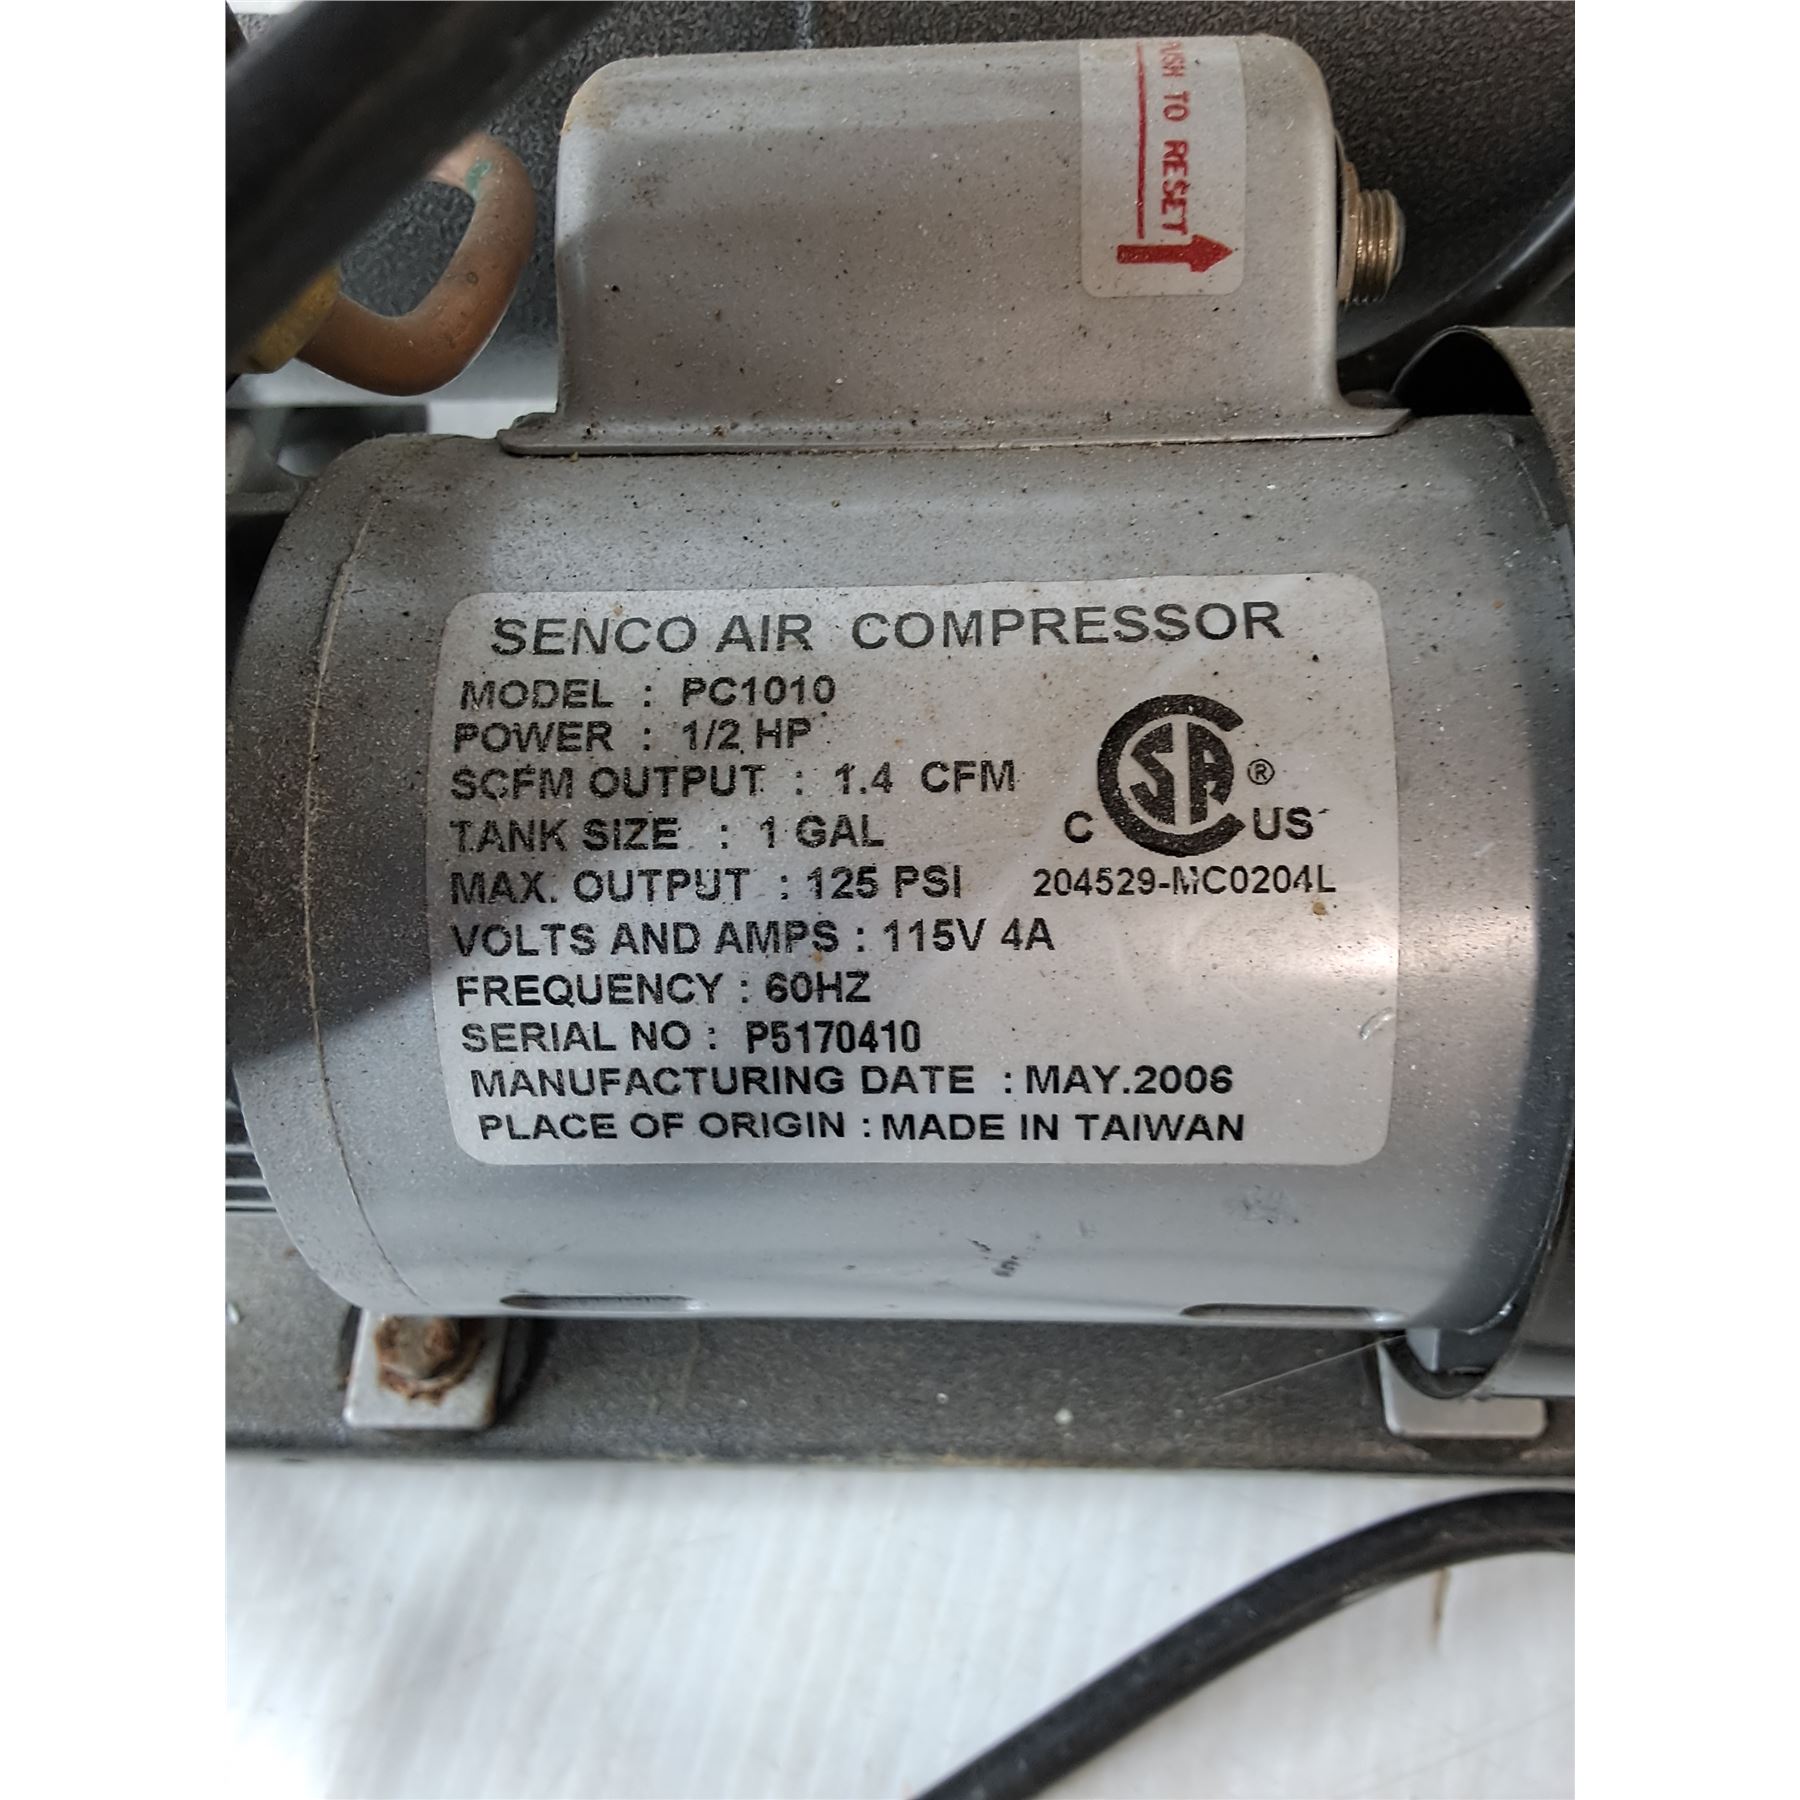 PUSH TO RESET
SENCO AIR COMPRESSOR
MODEL : PC1010
POWER : 1/2 HP
SCFM OUTPUT : 1.4 CFM
TANK SIZE : 1 GAL
MAX. OUTPUT : 125 PSI
VOLTS AND AMPS : 115V 4A
FREQUENCY : 60HZ
SERIAL NO : P5170410
MANUFACTURING DATE : MAY.2006
PLACE OF ORIGIN : MADE IN TAIWAN
SA ®
C US
204529-MC0204L